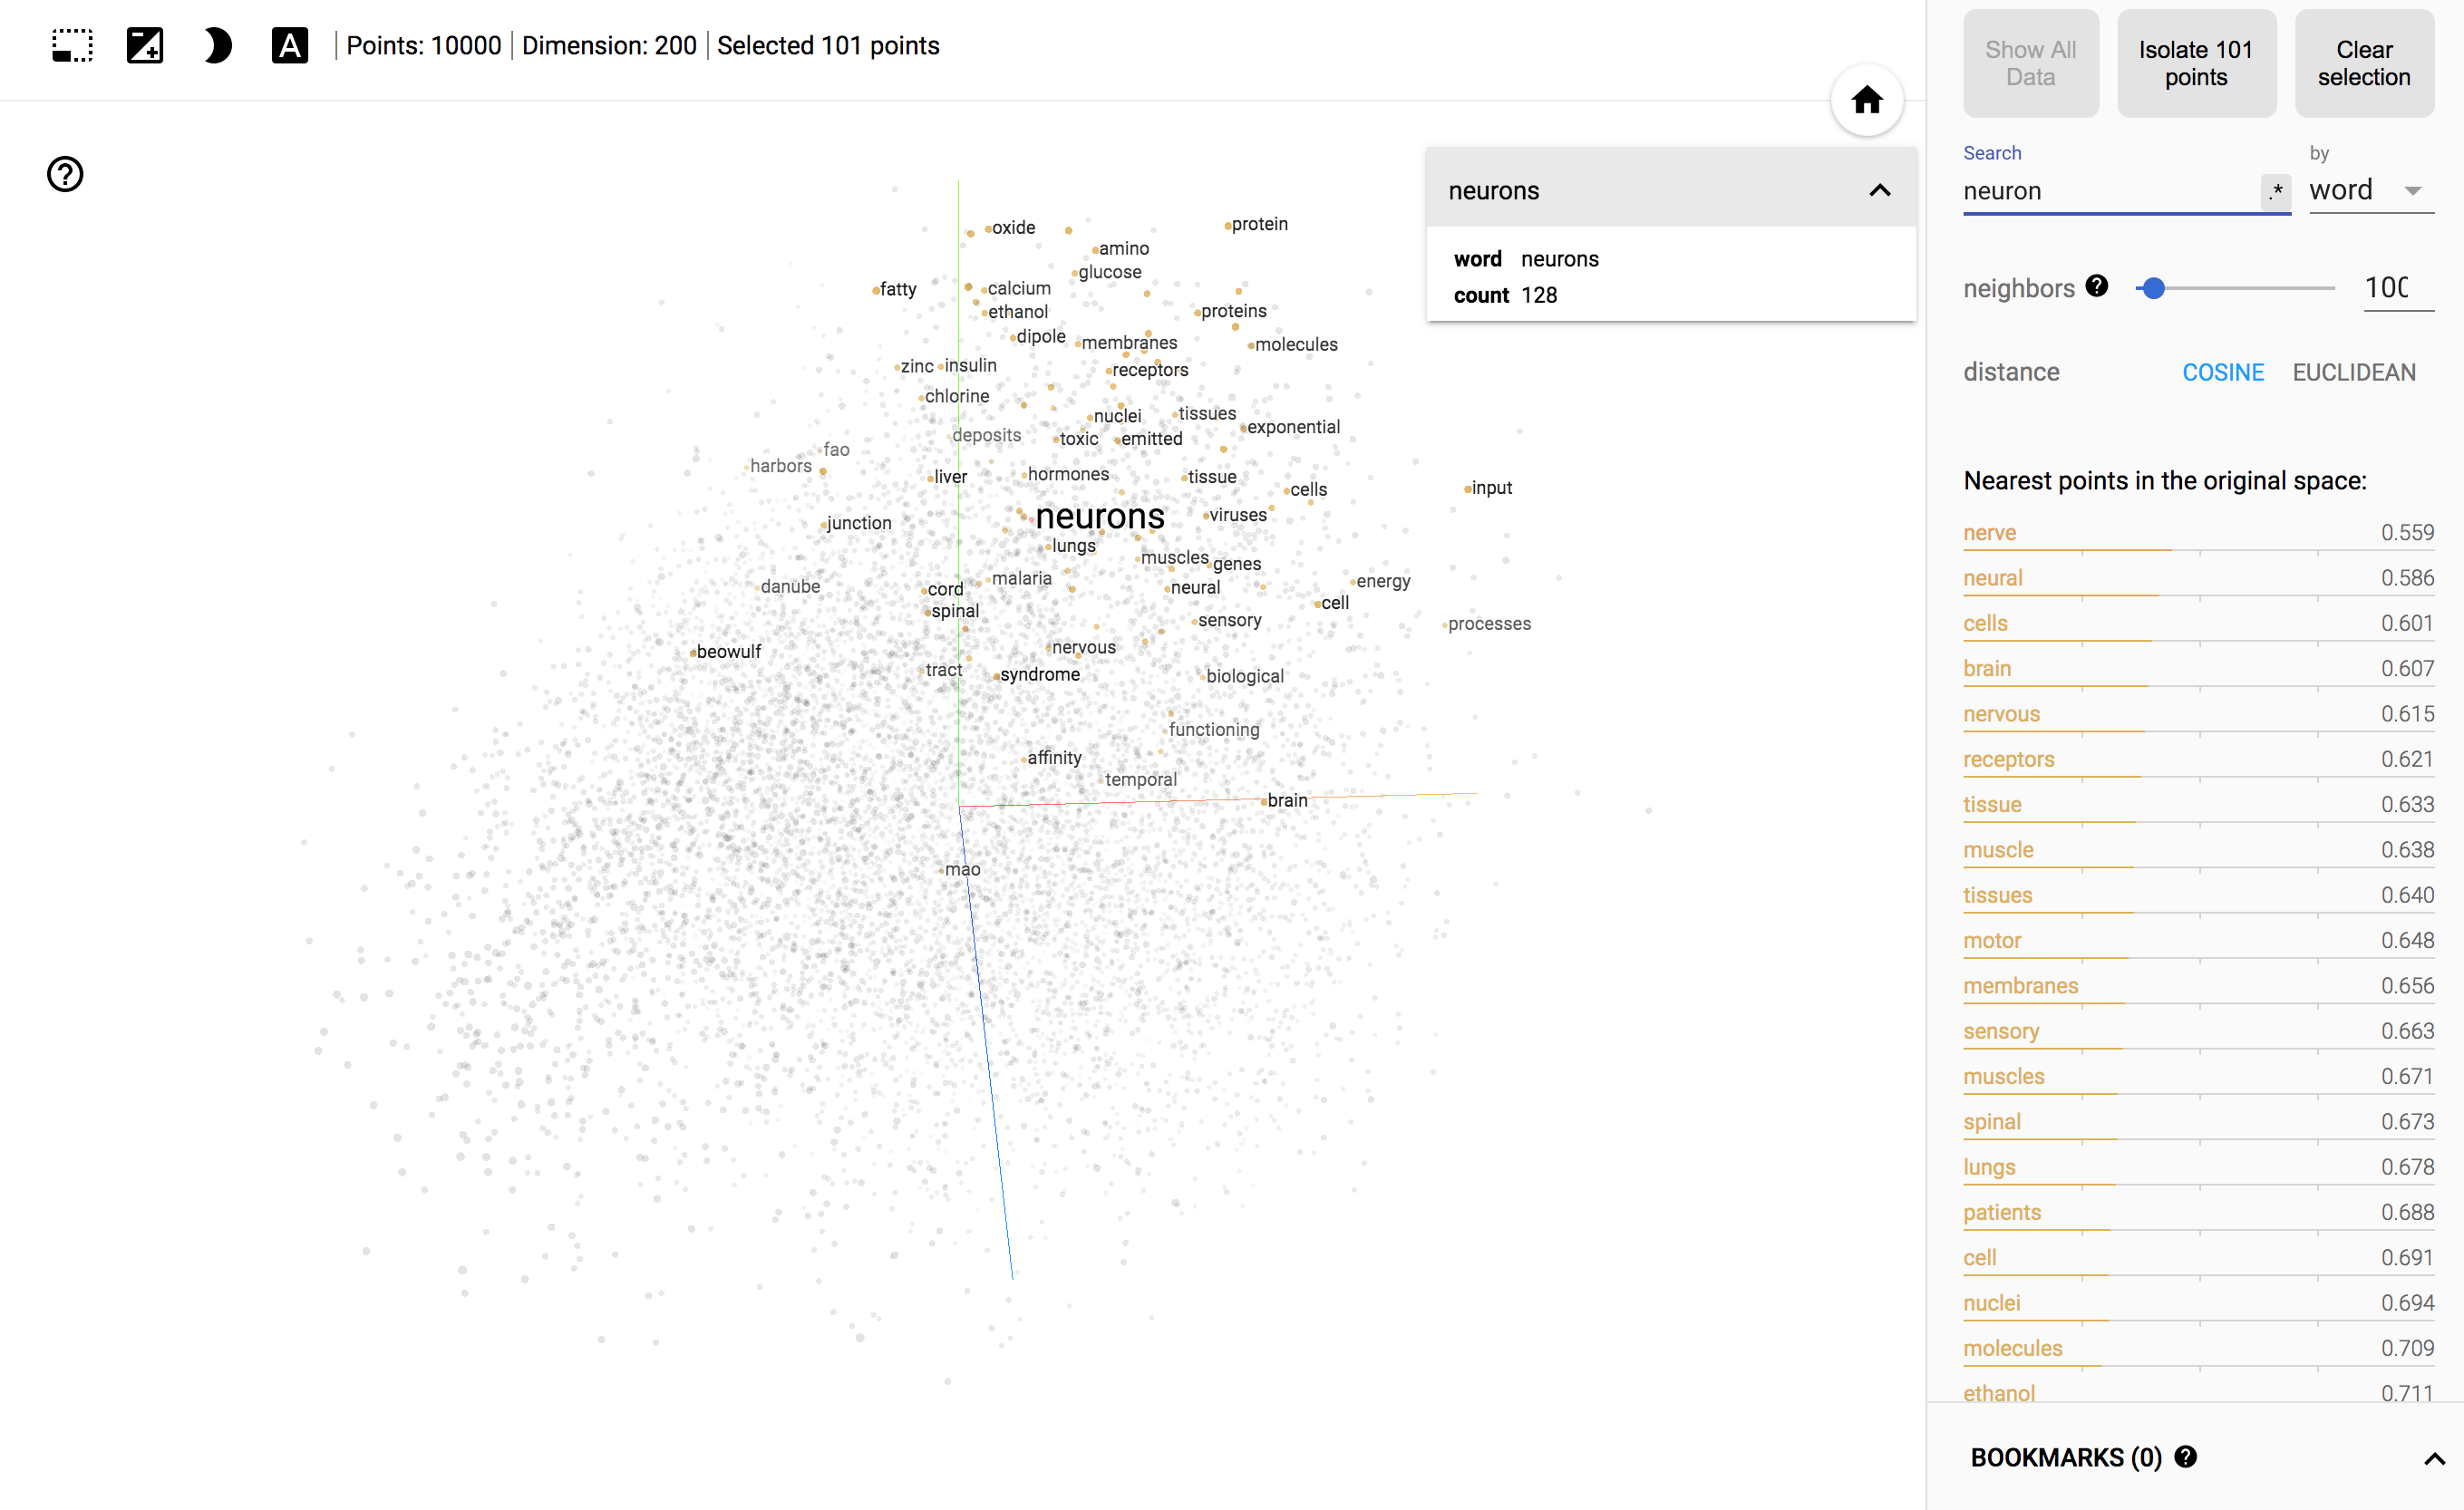 A Points: 10000 | Dimension: 200 | Selected 101 points
Show All Data
Isolate 101 points
Clear selection
Search
by
neuron
.*
word
neighbors ?
100
distance
COSINE
EUCLIDEAN
Nearest points in the original space:
nerve 0.559
neural 0.586
cells 0.601
brain 0.607
nervous 0.615
receptors 0.621
tissue 0.633
muscle 0.638
tissues 0.640
motor 0.648
membranes 0.656
sensory 0.663
muscles 0.671
spinal 0.673
lungs 0.678
patients 0.688
cell 0.691
nuclei 0.694
molecules 0.709
ethanol 0.711
BOOKMARKS (0) ?
?
neurons
word neurons
count 128
oxide
protein
amino
glucose
fatty
calcium
ethanol
proteins
dipole
membranes
molecules
zinc
insulin
receptors
chlorine
nuclei
tissues
exponential
deposits
toxic
emitted
fao
harbors
liver
hormones
tissue
cells
input
neurons
viruses
junction
lungs
muscles
genes
danube
malaria
cord
neural
energy
spinal
cell
sensory
processes
beowulf
nervous
tract
syndrome
biological
functioning
affinity
temporal
brain
mao